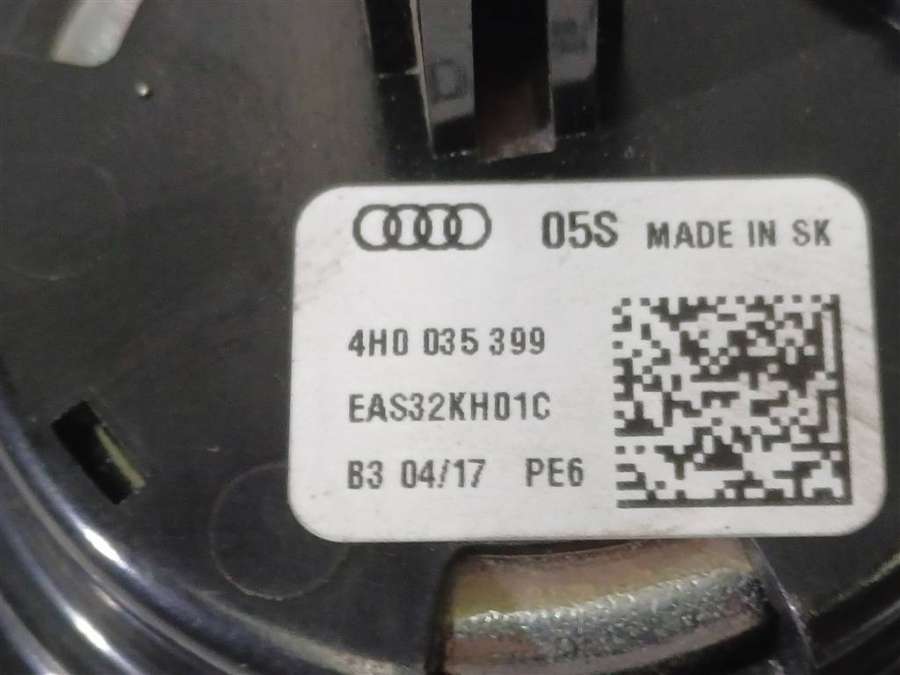 05S MADE IN SK
4H0 035 399
EAS32KH01C
B3 04/17 PE6